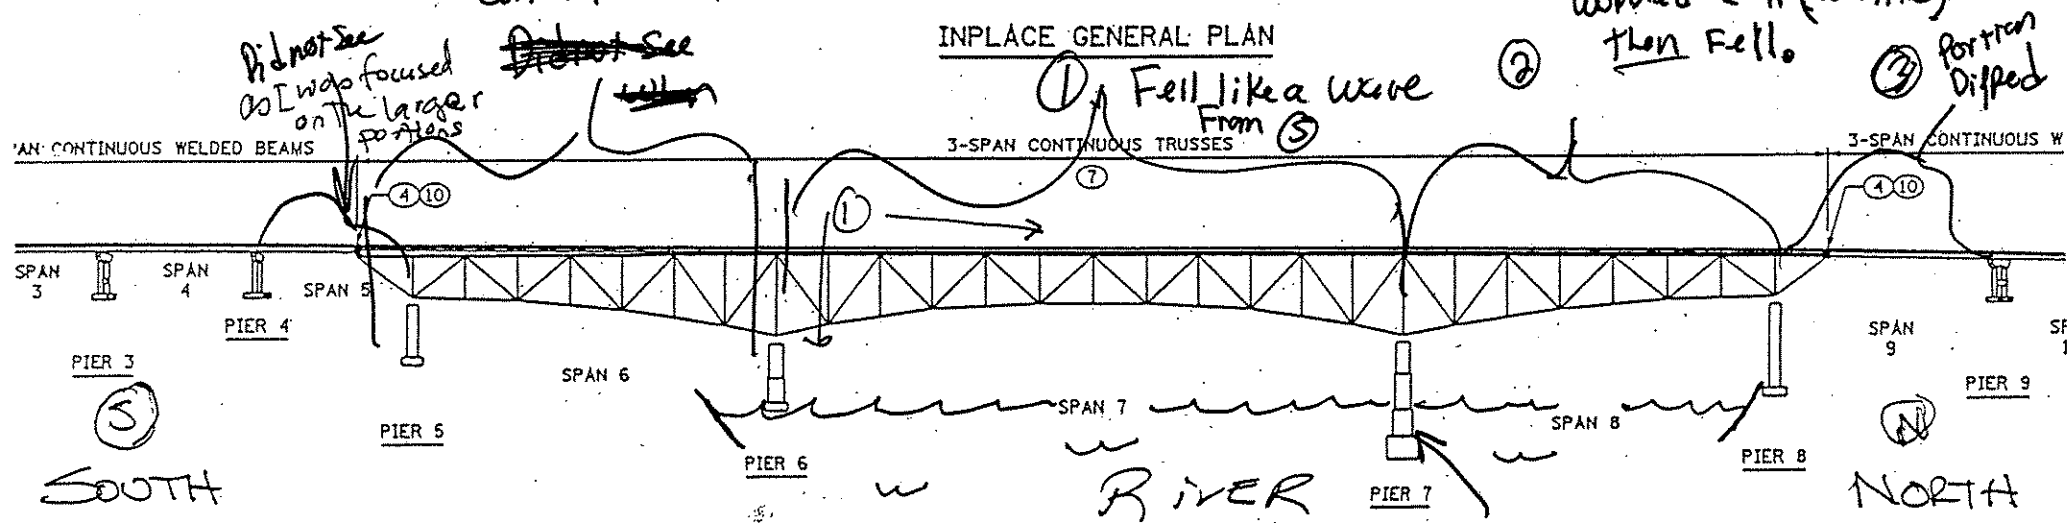 Did not See
as I was focused
on the larger
portions
Did not See
when
INPLACE GENERAL PLAN
① Fell like a wave
From Ⓢ
②
then Fell.
③ Portion
Dipped
'AN CONTINUOUS WELDED BEAMS
3-SPAN CONTINUOUS TRUSSES
3-SPAN CONTINUOUS W
4 10
①
7
4 10
SPAN 3
SPAN 4
SPAN 5
PIER 4
PIER 3
SPAN 6
SPAN 7
SPAN 8
SPAN 9
PIER 9
Ⓢ
SOUTH
PIER 5
PIER 6
RIVER
PIER 7
PIER 8
Ⓝ
NORTH